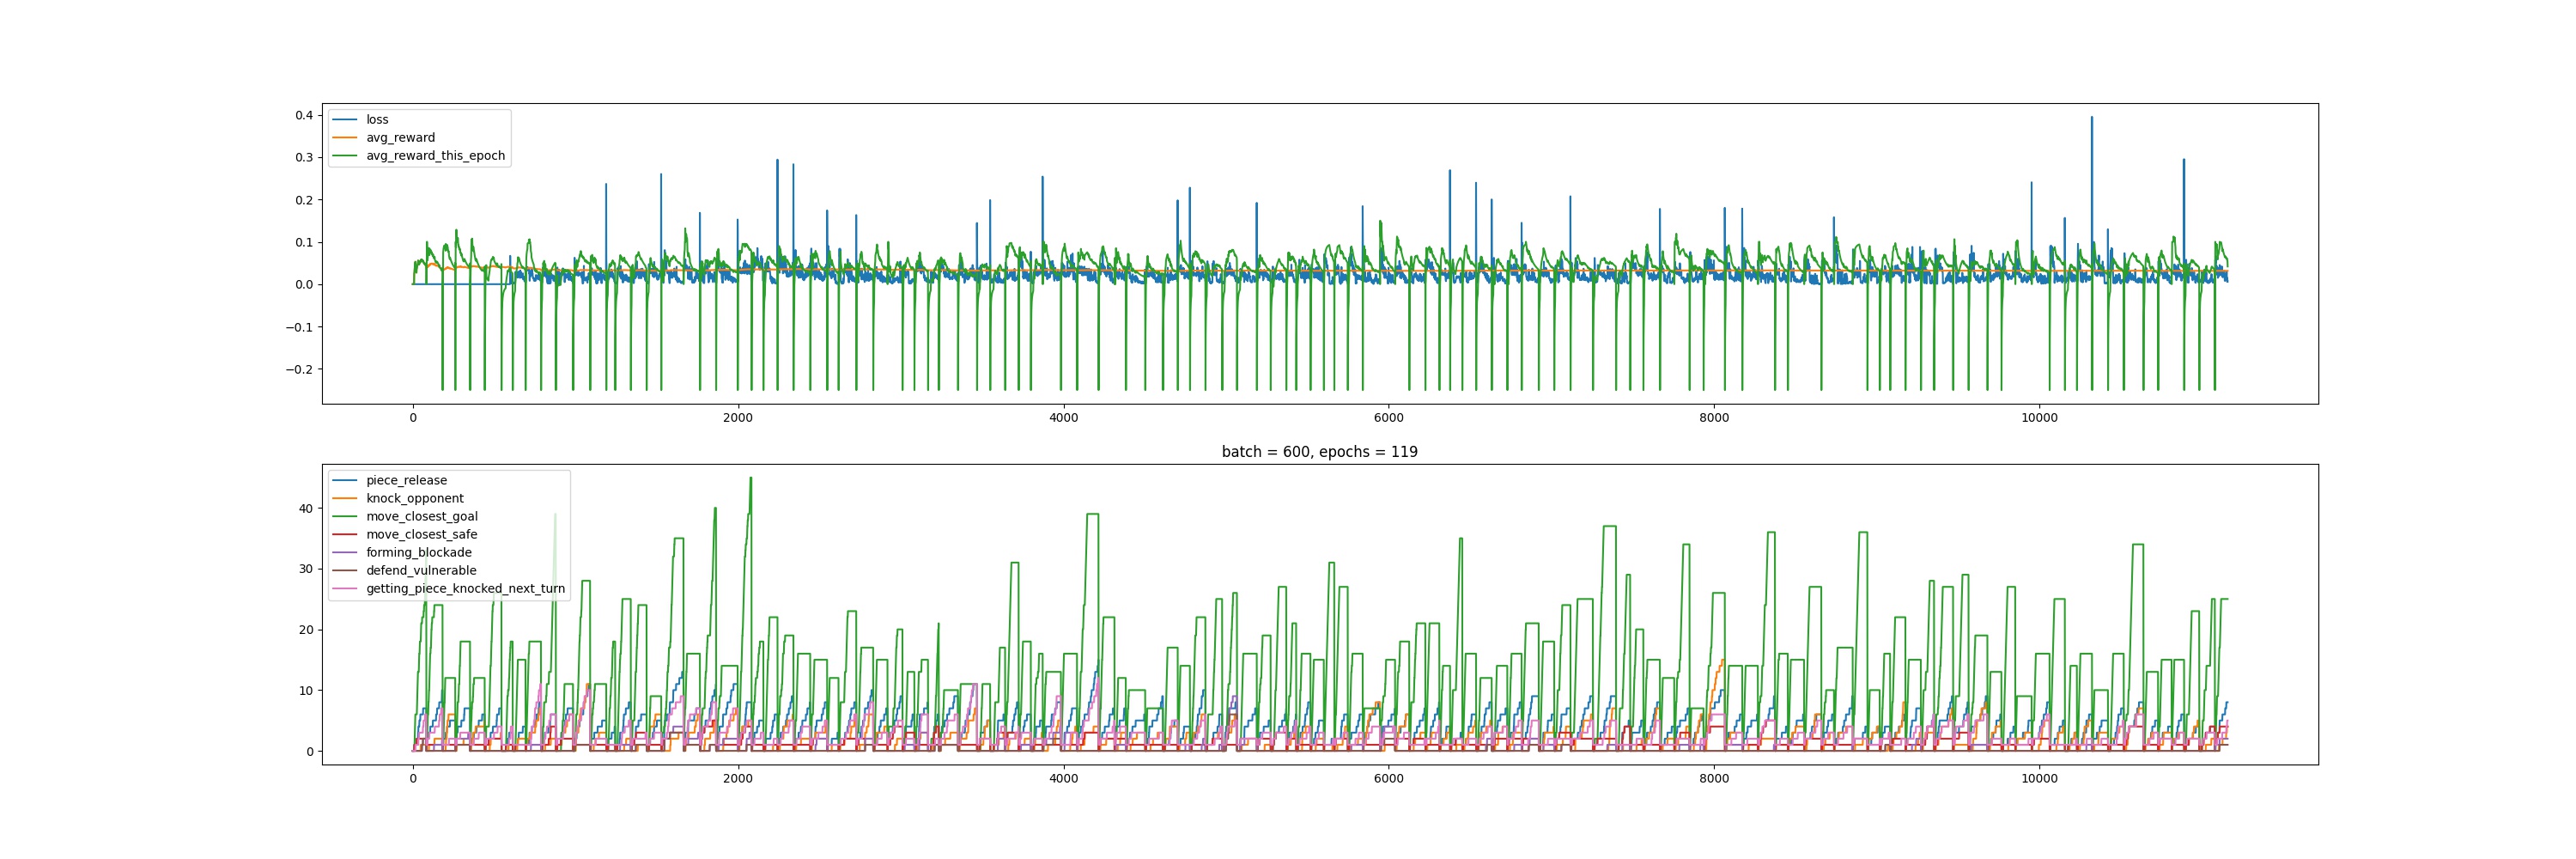 0.4
0.3
0.2
0.1
0.0
−0.1
−0.2
loss
avg_reward
avg_reward_this_epoch
0 2000 4000 6000 8000 10000
batch = 600, epochs = 119
40
30
20
10
0
piece_release
knock_opponent
move_closest_goal
move_closest_safe
forming_blockade
defend_vulnerable
getting_piece_knocked_next_turn
0 2000 4000 6000 8000 10000